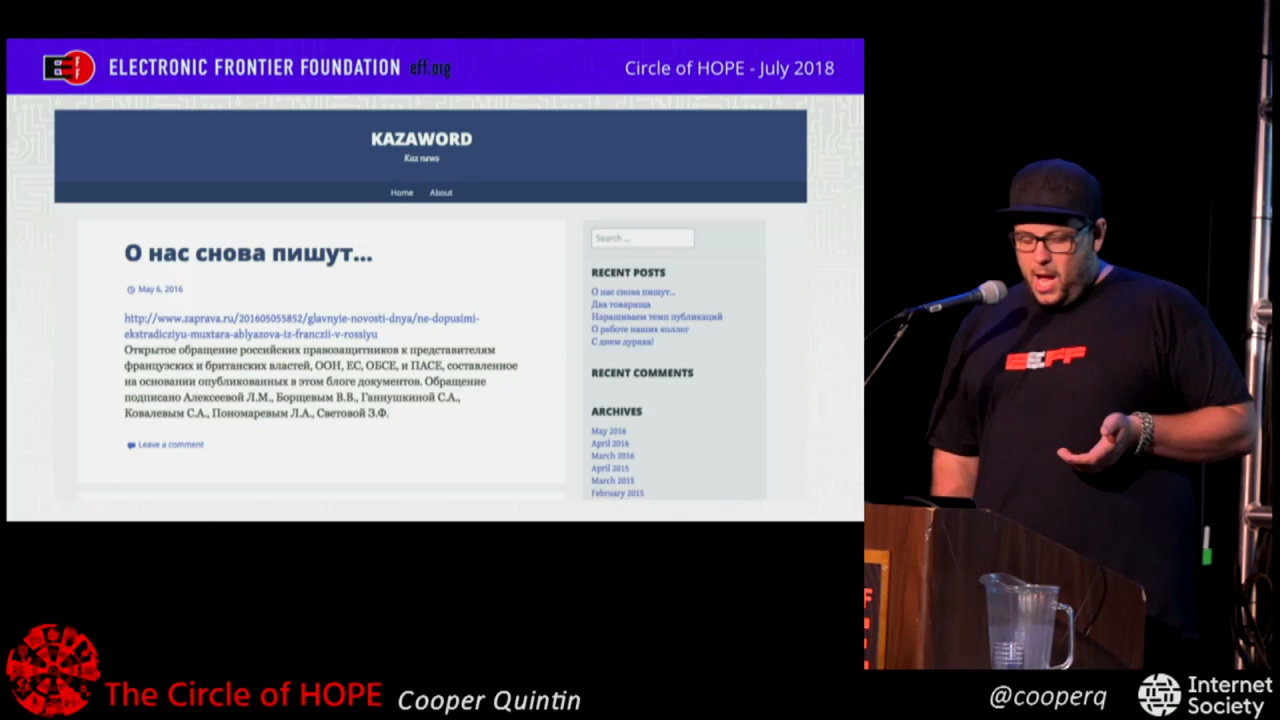 ELECTRONIC FRONTIER FOUNDATION eff.org
Circle of HOPE - July 2018
KAZAWORD
Kaz news
Home About
О нас снова пишут...
May 6, 2016
http://www.zaprava.ru/201605055852/glavnyie-novosti-dnya/ne-dopusimi-
ekstradicziyu-muxtara-ablyazova-iz-franczii-v-rossiyu
Открытое обращение российских правозащитников к представителям
французских и британских властей, ООН, ЕС, ОБСЕ, и ПАСЕ, составленное
на основании опубликованных в этом блоге документов. Обращение
подписано Алексеевой Л.М., Борщевым В.В., Ганнушкиной С.А.,
Ковалевым С.А., Пономаревым Л.А., Световой З.Ф.
Leave a comment
Search ...
RECENT POSTS
О нас снова пишут...
Два товарища
Наращиваем темп публикаций
О работе наших коллег
С днем дурака!
RECENT COMMENTS
ARCHIVES
May 2016
April 2016
March 2016
April 2015
March 2015
February 2015
EFF
The Circle of HOPE
Cooper Quintin
@cooperq
Internet
Society